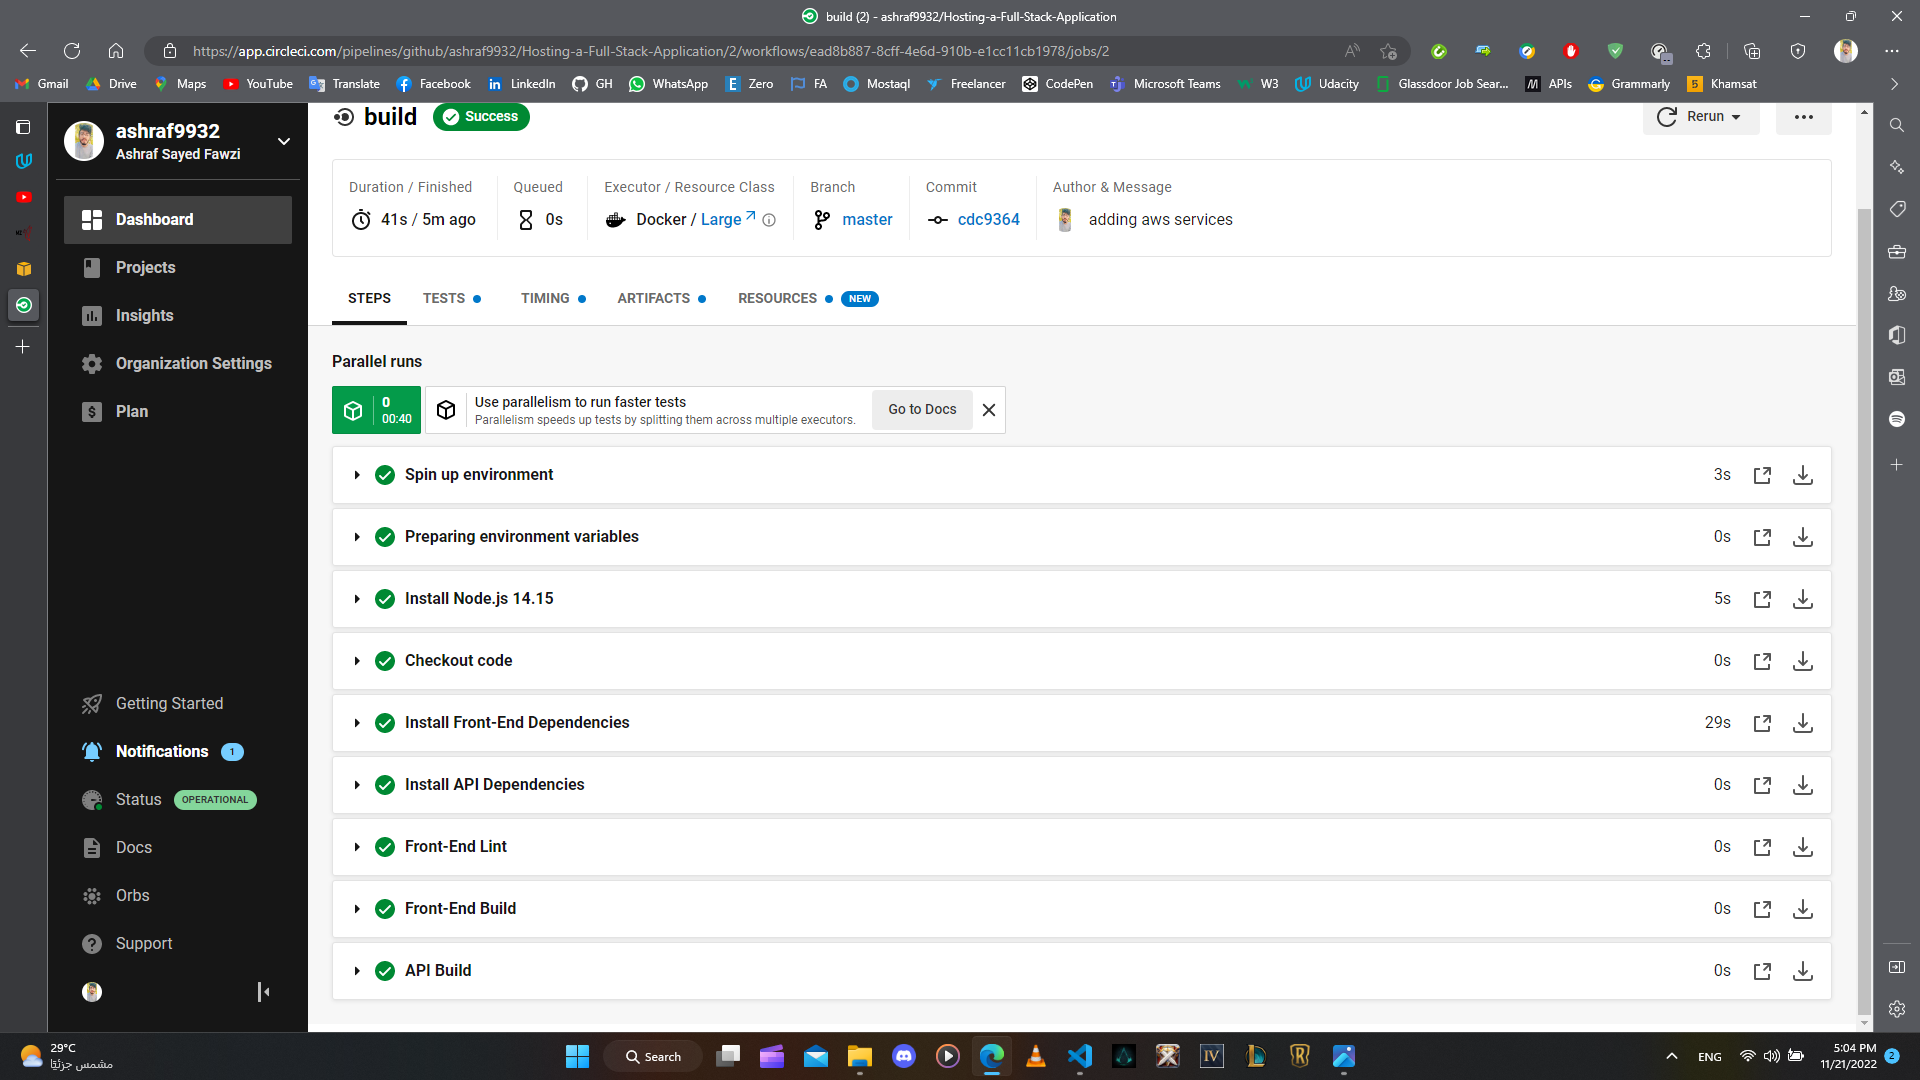 build (2) - ashraf9932/Hosting-a-Full-Stack-Application
https://app.circleci.com/pipelines/github/ashraf9932/Hosting-a-Full-Stack-Application/2/workflows/ead8b887-8cff-4e6d-910b-e1cc11cb1978/jobs/2
Gmail Drive Maps YouTube Translate Facebook LinkedIn GH WhatsApp Zero FA Mostaql Freelancer CodePen Microsoft Teams W3 Udacity Glassdoor Job Sear... APIs Grammarly Khamsat
ashraf9932
Ashraf Sayed Fawzi
Dashboard
Projects
Insights
Organization Settings
Plan
Getting Started
Notifications 1
Status OPERATIONAL
Docs
Orbs
Support
build Success
Rerun
Duration / Finished Queued Executor / Resource Class Branch Commit Author & Message
41s / 5m ago 0s Docker / Large master cdc9364 adding aws services
STEPS TESTS TIMING ARTIFACTS RESOURCES NEW
Parallel runs
0
00:40
Use parallelism to run faster tests
Parallelism speeds up tests by splitting them across multiple executors.
Go to Docs
Spin up environment 3s
Preparing environment variables 0s
Install Node.js 14.15 5s
Checkout code 0s
Install Front-End Dependencies 29s
Install API Dependencies 0s
Front-End Lint 0s
Front-End Build 0s
API Build 0s
29°C
مشمس جزئيًا
Search
ENG
5:04 PM
11/21/2022
2